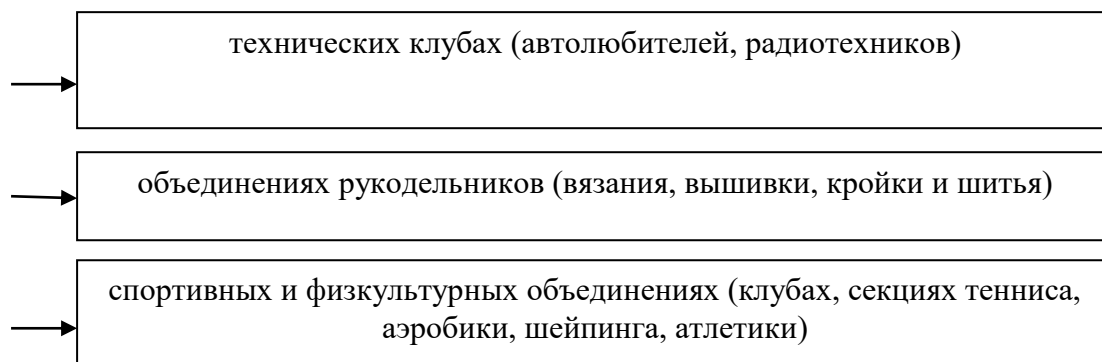 технических клубах (автолюбителей, радиотехников)
объединениях рукодельников (вязания, вышивки, кройки и шитья)
спортивных и физкультурных объединениях (клубах, секциях тенниса,
аэробики, шейпинга, атлетики)